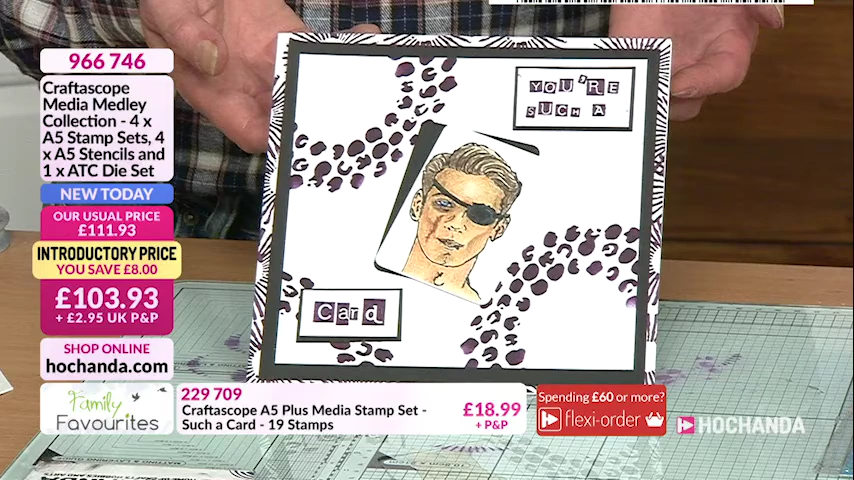 966 746
Craftascope
Media Medley
Collection - 4 x
A5 Stamp Sets, 4
x A5 Stencils and
1 x ATC Die Set
NEW TODAY
OUR USUAL PRICE
£111.93
INTRODUCTORY PRICE
YOU SAVE £8.00
£103.93
+ £2.95 UK P&P
SHOP ONLINE
hochanda.com
YOU'RE
SUCH A
Card
Family
Favourites
229 709
Craftascope A5 Plus Media Stamp Set -
Such a Card - 19 Stamps
£18.99
+ P&P
Spending £60 or more?
flexi-order
HOCHANDA